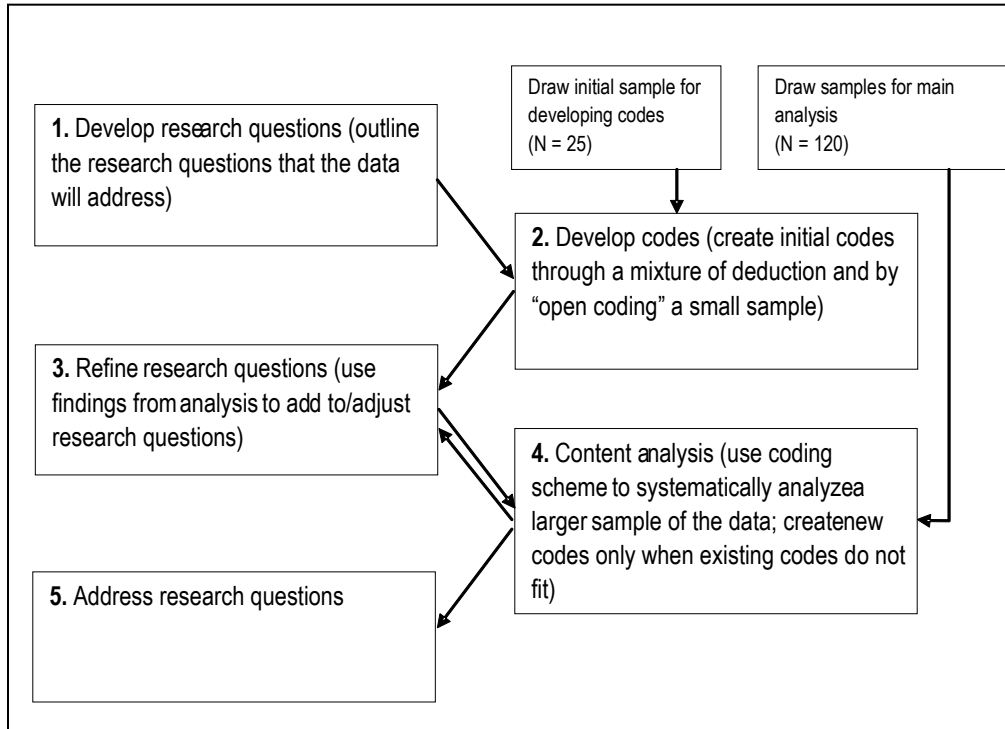 Draw initial sample for
developing codes
(N = 25)
Draw samples for main
analysis
(N = 120)
1. Develop research questions (outline
the research questions that the data
will address)
2. Develop codes (create initial codes
through a mixture of deduction and by
“open coding” a small sample)
3. Refine research questions (use
findings from analysis to add to/adjust
research questions)
4. Content analysis (use coding
scheme to systematically analyzea
larger sample of the data; createnew
codes only when existing codes do not
fit)
5. Address research questions